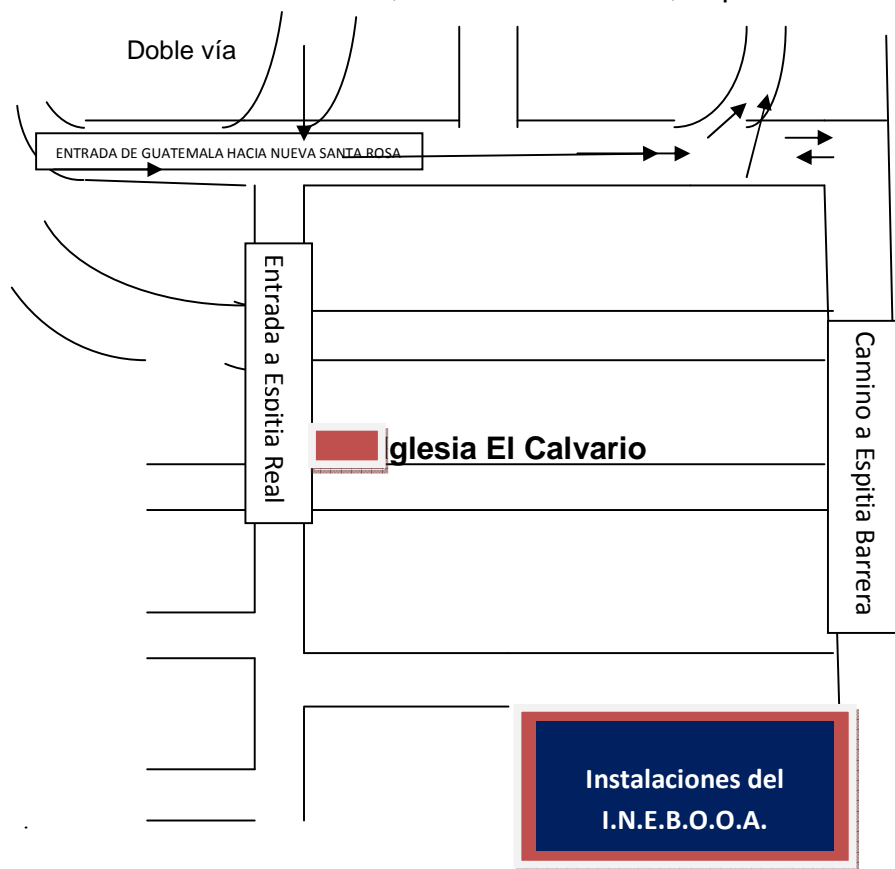 Doble vía
ENTRADA DE GUATEMALA HACIA NUEVA SANTA ROSA
Entrada a Espitia Real
glesia El Calvario
Camino a Espitia Barrera
Instalaciones del
I.N.E.B.O.O.A.